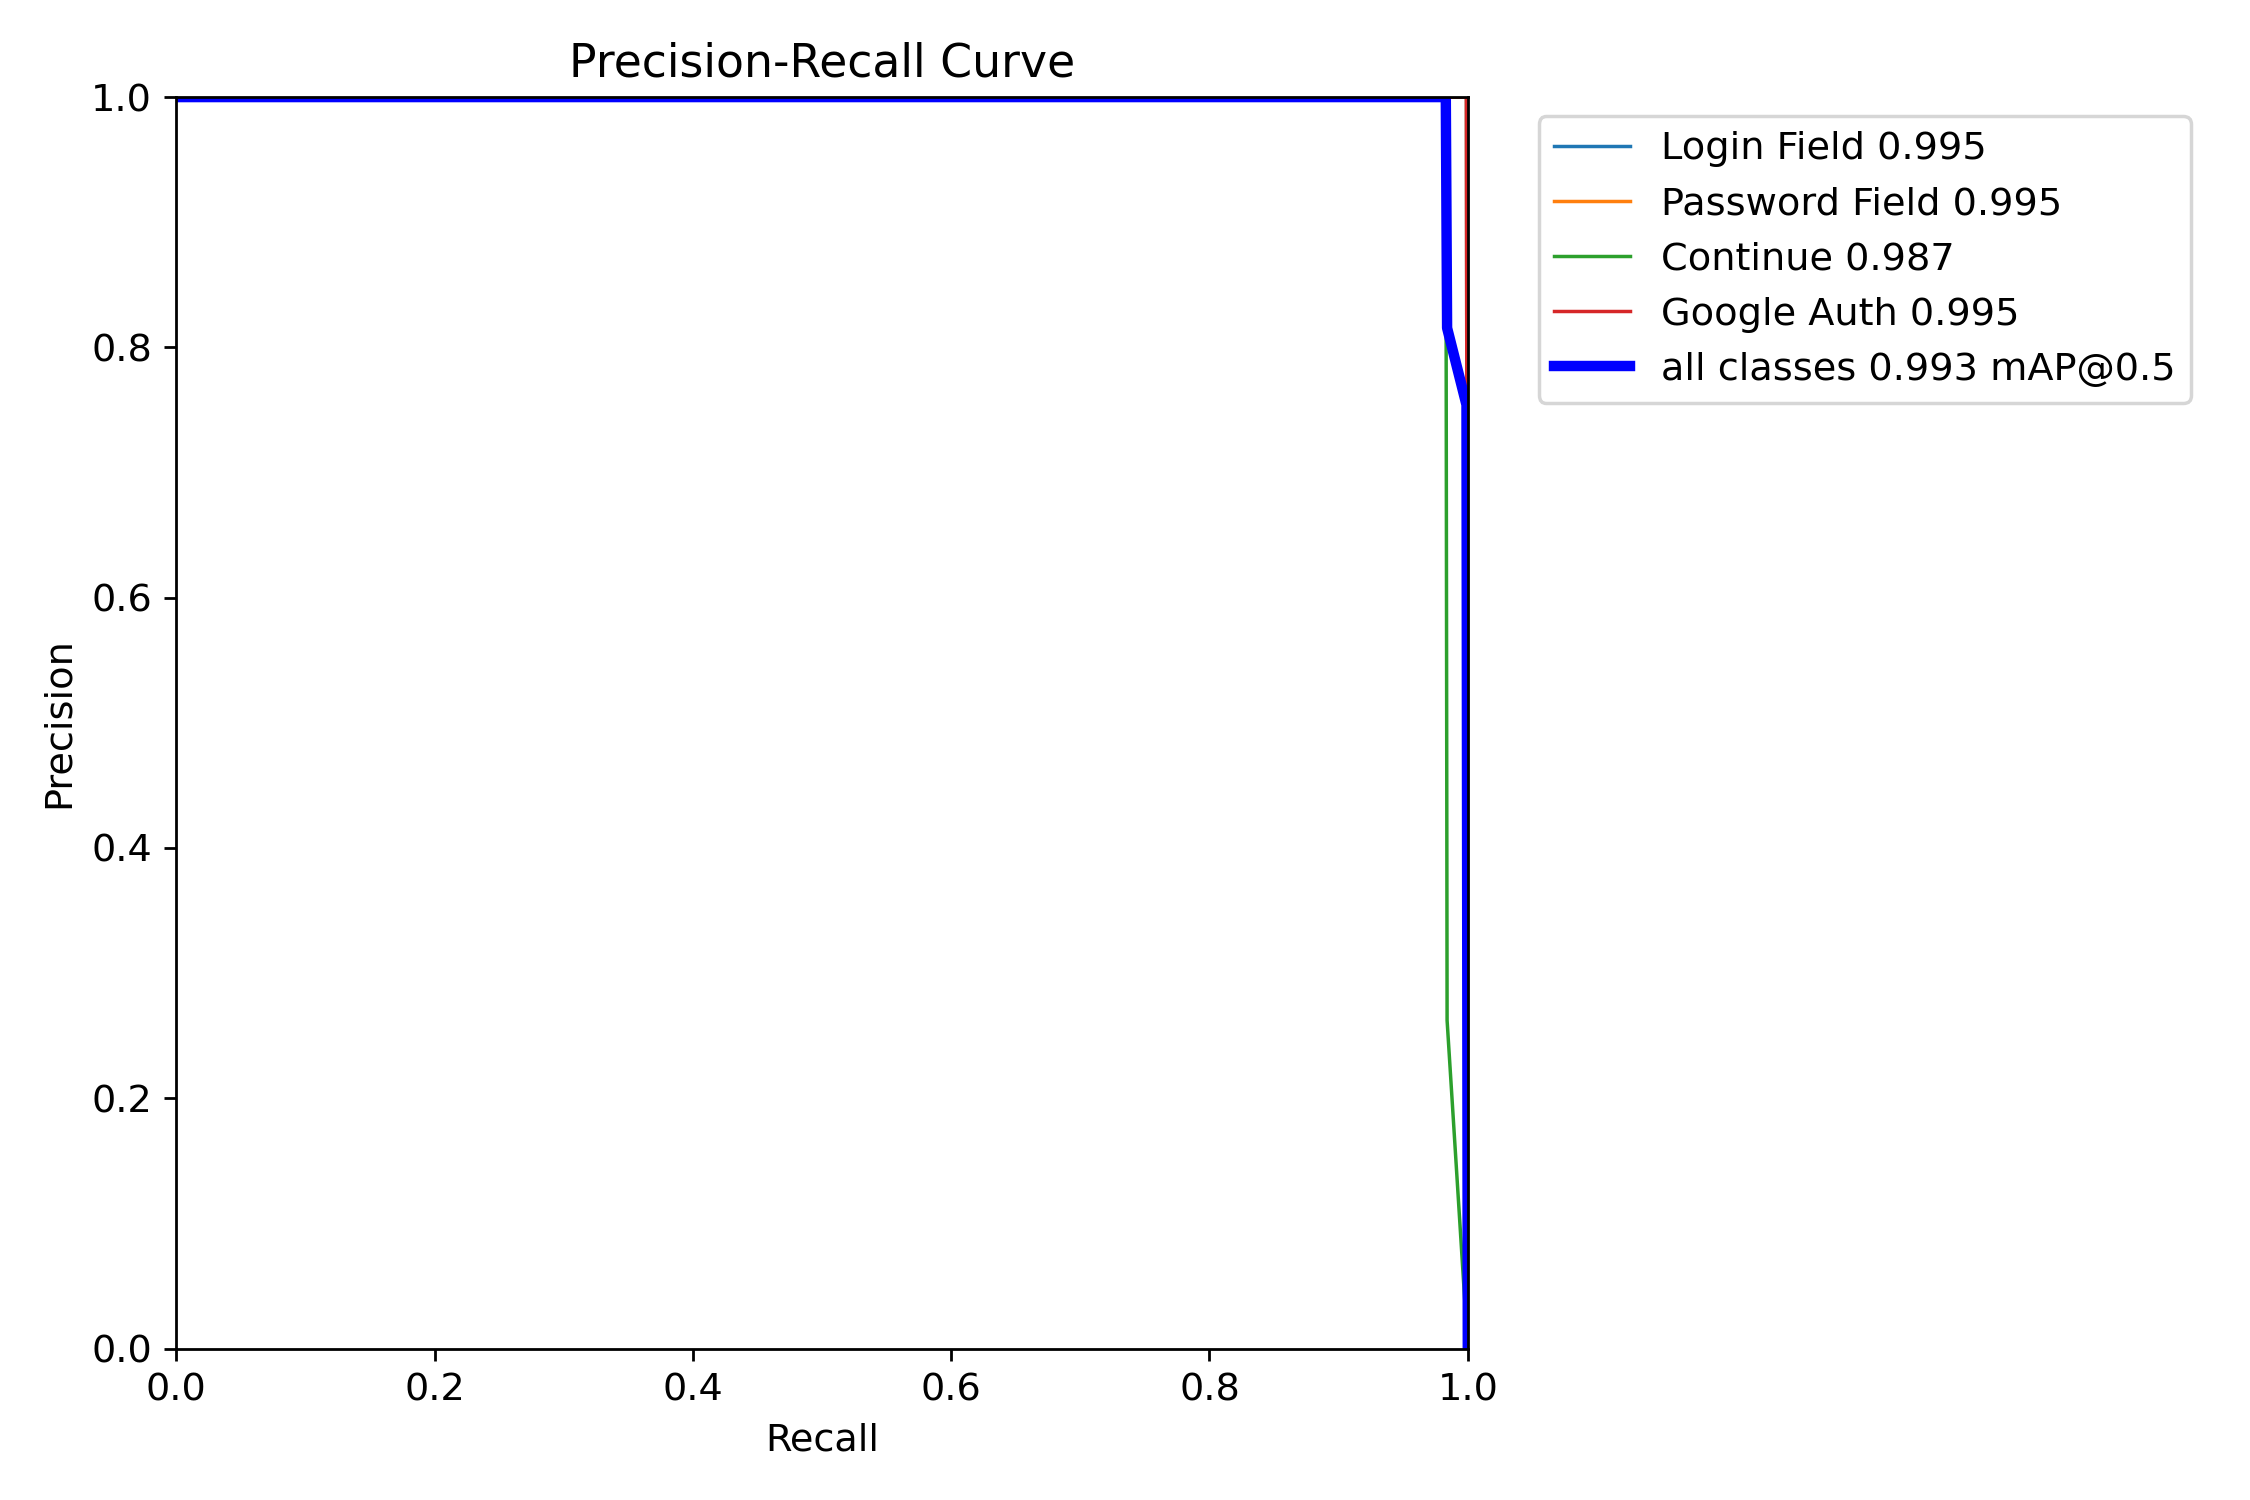 Precision-Recall Curve
1.0
0.8
0.6
0.4
0.2
0.0
Precision
0.0 0.2 0.4 0.6 0.8 1.0
Recall
Login Field 0.995
Password Field 0.995
Continue 0.987
Google Auth 0.995
all classes 0.993 mAP@0.5